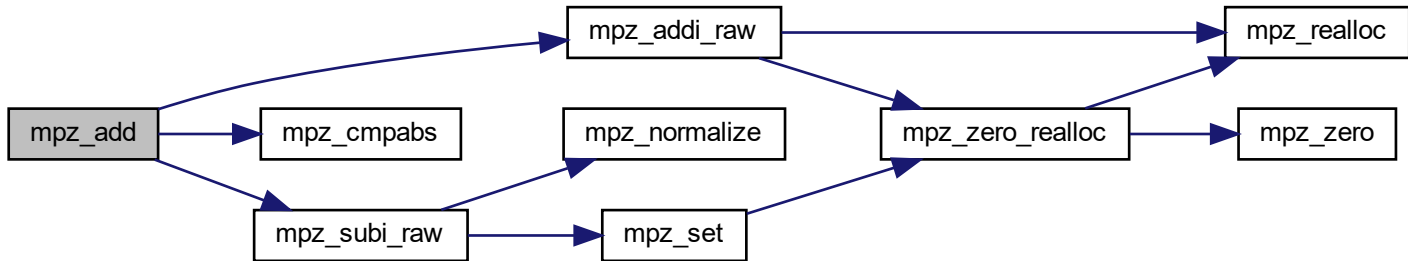 mpz_add
mpz_addi_raw
mpz_cmpabs
mpz_subi_raw
mpz_normalize
mpz_set
mpz_zero_realloc
mpz_realloc
mpz_zero